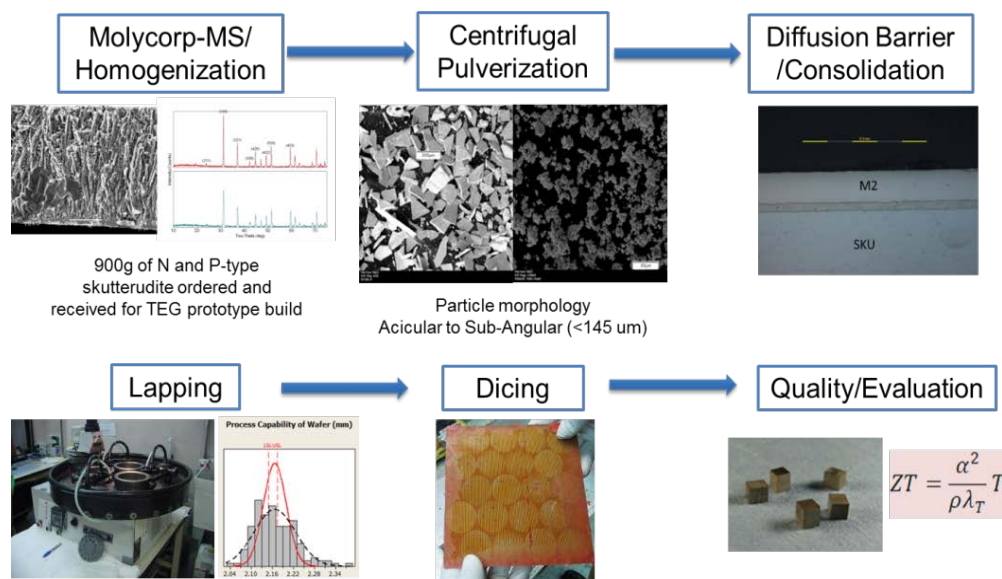 Molycorp-MS/
Homogenization
Centrifugal
Pulverization
Diffusion Barrier
/Consolidation
M2
SKU
900g of N and P-type
skutterudite ordered and
received for TEG prototype build
Particle morphology
Acicular to Sub-Angular (<145 um)
Lapping
Dicing
Quality/Evaluation
Process Capability of Wafer (mm)
2.04 2.10 2.16 2.22 2.28 2.34
ZT = α² / ρλ_T T